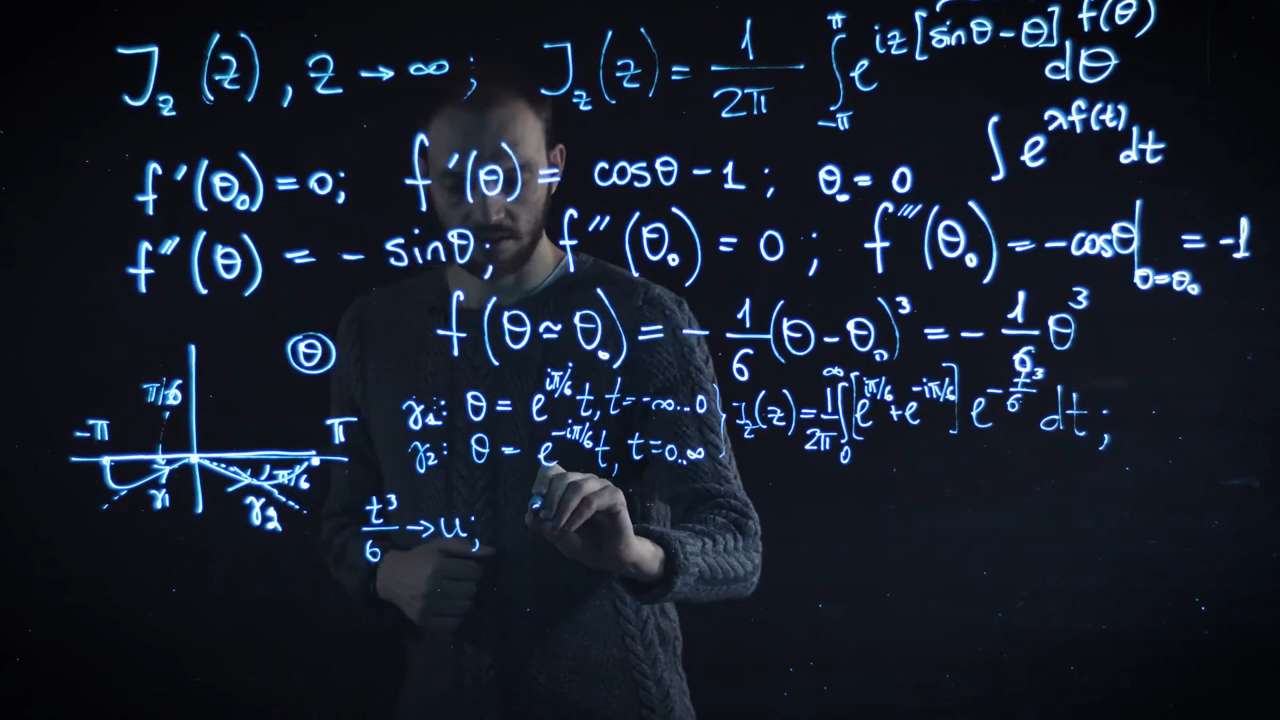 J_z(z), z → ∞; J_z(z) = 1/2π ∫_{-π}^{π} e^{iz[sinθ - θ]} dθ f(θ)
∫ e^{λf(t)} dt
f'(θ₀) = 0; f'(θ) = cosθ - 1; θ₀ = 0
f''(θ) = - sinθ; f''(θ₀) = 0; f'''(θ₀) = -cosθ|_{θ=θ₀} = -1
f(θ ≃ θ₀) = - 1/6 (θ - θ₀)³ = - 1/6 θ³
θ
-π π
π/6
γ₁ γ₂
γ₁: θ = e^{iπ/6} t, t = -∞..0
γ₂: θ = e^{-iπ/6} t, t = 0..∞
J_z(z) = 1/2π ∫_0^∞ [e^{iπ/6} + e^{-iπ/6}] e^{-t³/6} dt;
t³/6 → u;